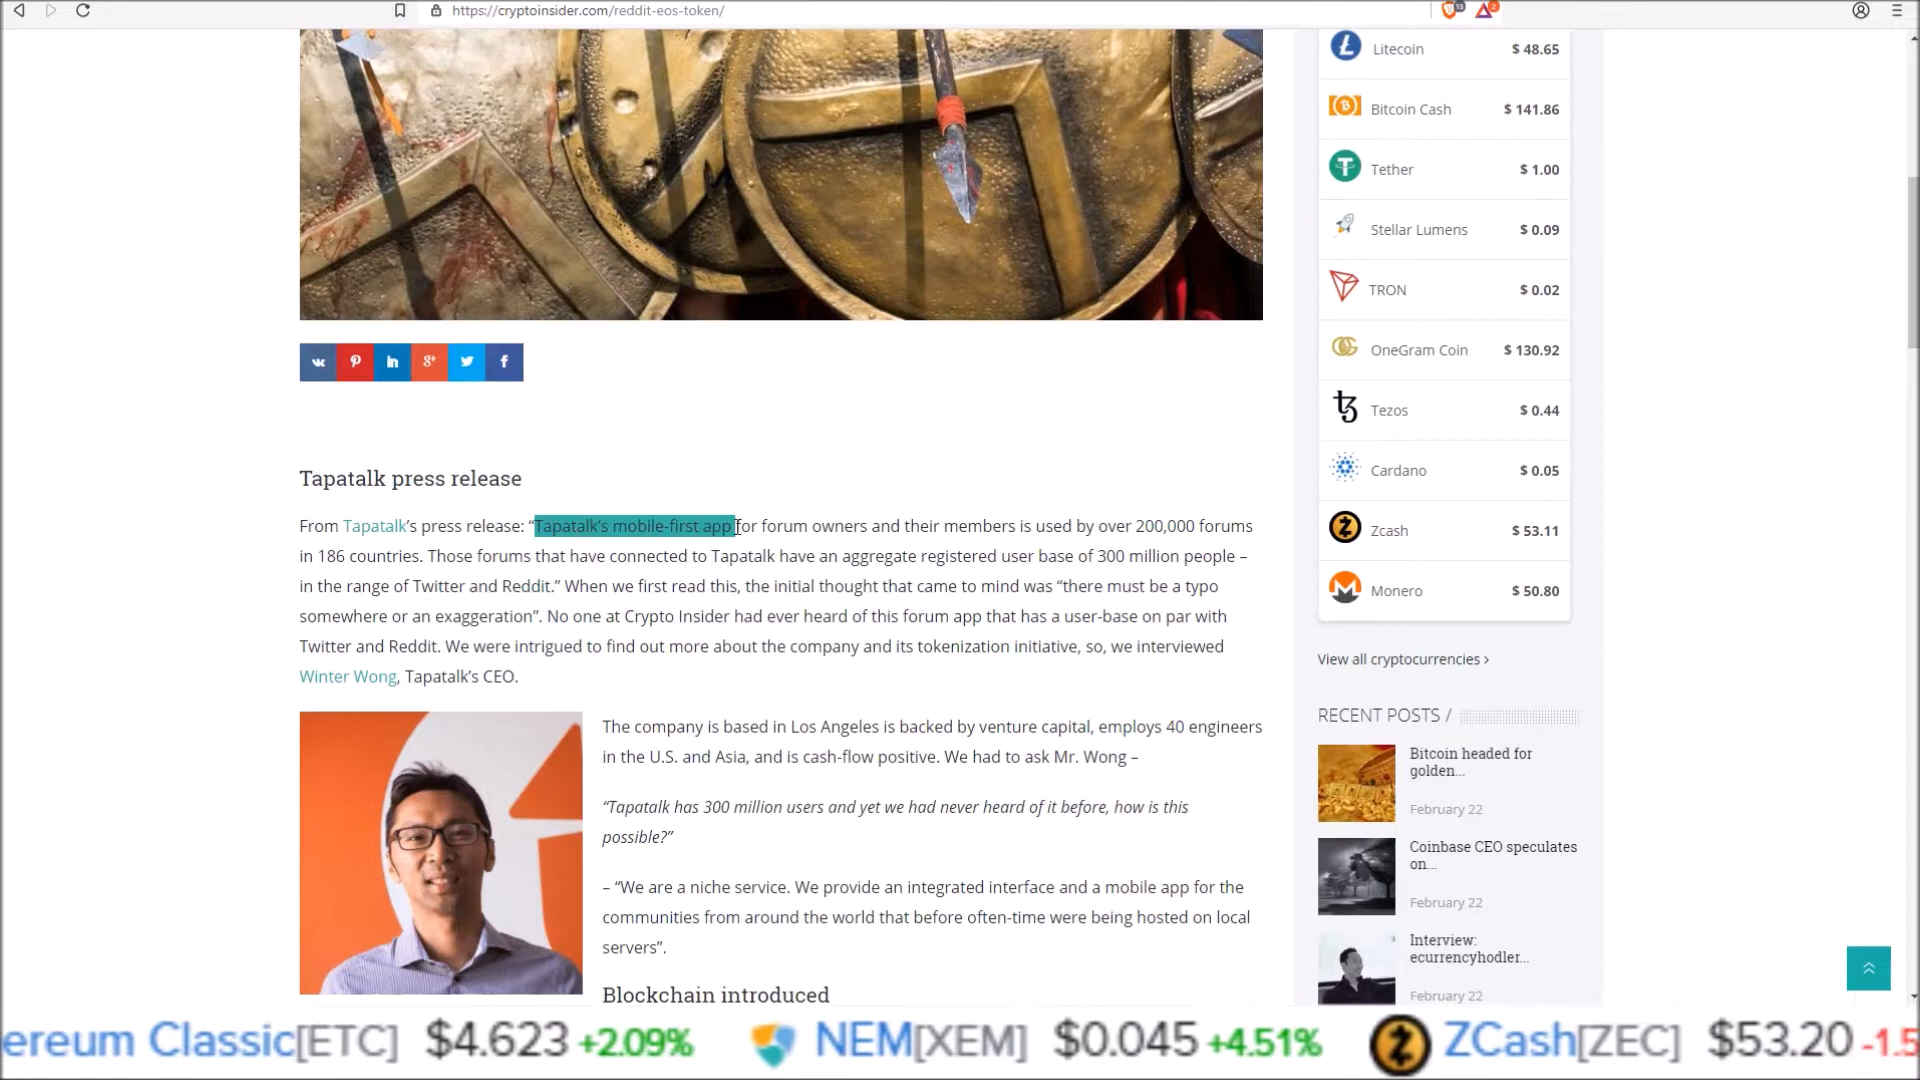 https://cryptoinsider.com/reddit-eos-token/
13
2
Litecoin $ 48.65
Bitcoin Cash $ 141.86
Tether $ 1.00
Stellar Lumens $ 0.09
TRON $ 0.02
OneGram Coin $ 130.92
Tezos $ 0.44
Cardano $ 0.05
Zcash $ 53.11
Monero $ 50.80
View all cryptocurrencies ›
RECENT POSTS /
Bitcoin headed for
golden...
February 22
Coinbase CEO speculates
on...
February 22
Interview:
ecurrencyhodler...
February 22
Tapatalk press release
From Tapatalk’s press release: “Tapatalk’s mobile-first app for forum owners and their members is used by over 200,000 forums
in 186 countries. Those forums that have connected to Tapatalk have an aggregate registered user base of 300 million people –
in the range of Twitter and Reddit.” When we first read this, the initial thought that came to mind was “there must be a typo
somewhere or an exaggeration”. No one at Crypto Insider had ever heard of this forum app that has a user-base on par with
Twitter and Reddit. We were intrigued to find out more about the company and its tokenization initiative, so, we interviewed
Winter Wong, Tapatalk’s CEO.
The company is based in Los Angeles is backed by venture capital, employs 40 engineers
in the U.S. and Asia, and is cash-flow positive. We had to ask Mr. Wong –
“Tapatalk has 300 million users and yet we had never heard of it before, how is this
possible?”
– “We are a niche service. We provide an integrated interface and a mobile app for the
communities from around the world that before often-time were being hosted on local
servers”.
Blockchain introduced
ereum Classic[ETC] $4.623 +2.09% NEM[XEM] $0.045 +4.51% ZCash[ZEC] $53.20 -1.5